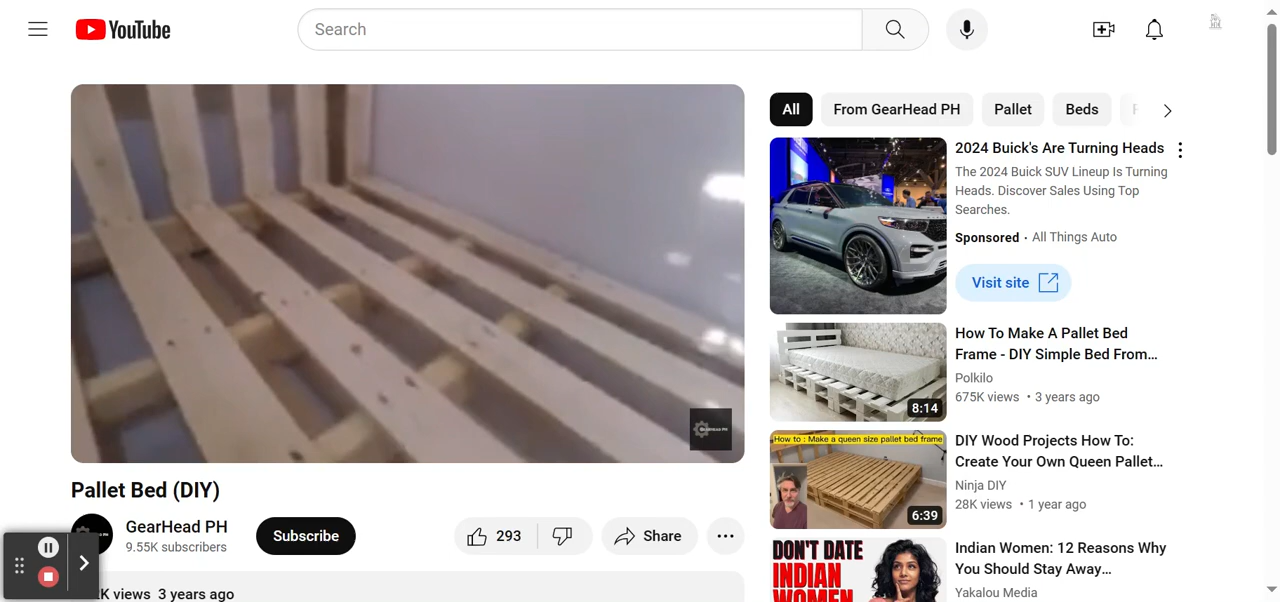 YouTube
Search
All
From GearHead PH
Pallet
Beds
2024 Buick's Are Turning Heads
The 2024 Buick SUV Lineup Is Turning
Heads. Discover Sales Using Top
Searches.
Sponsored · All Things Auto
Visit site
How To Make A Pallet Bed
Frame - DIY Simple Bed From...
Polkilo
675K views • 3 years ago
8:14
How to : Make a queen size pallet bed frame
DIY Wood Projects How To:
Create Your Own Queen Pallet...
Ninja DIY
28K views • 1 year ago
6:39
DON'T DATE
INDIAN
WOMEN
Indian Women: 12 Reasons Why
You Should Stay Away...
Yakalou Media
GEARHEAD PH
Pallet Bed (DIY)
GearHead PH
9.55K subscribers
Subscribe
293
Share
K views 3 years ago